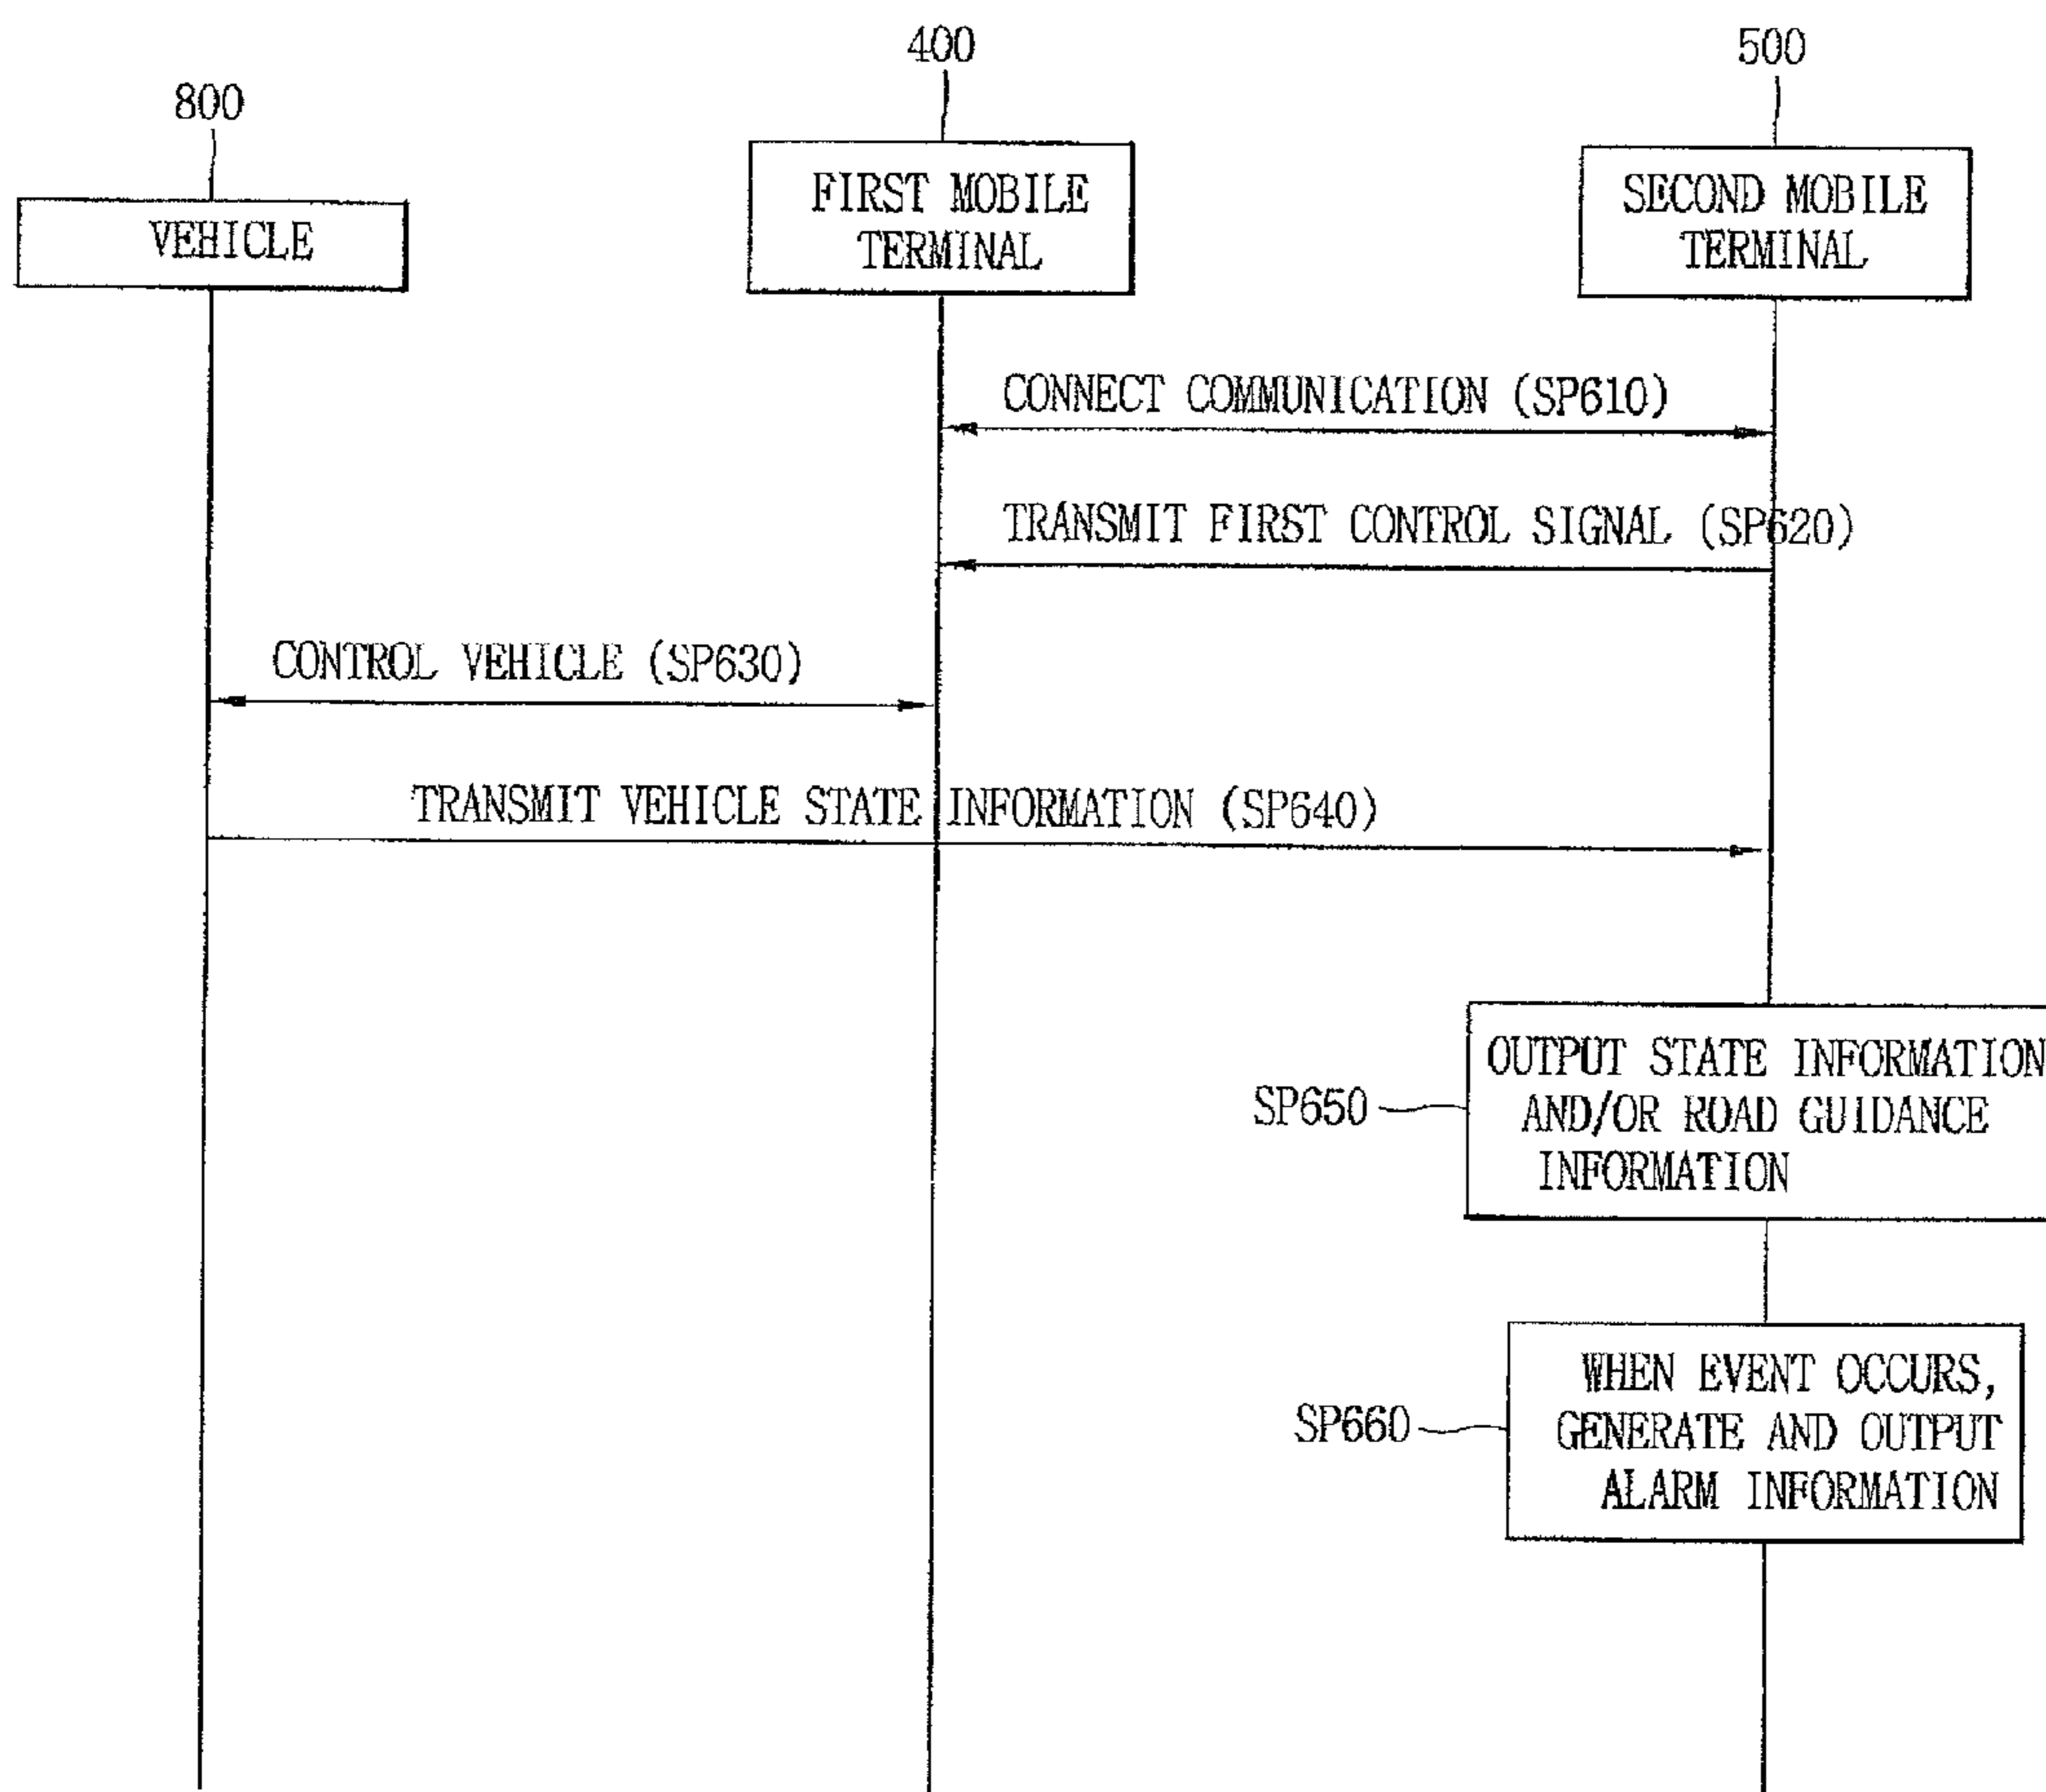 400
500
800
FIRST MOBILE
TERMINAL
SECOND MOBILE
TERMINAL
VEHICLE
CONNECT COMMUNICATION (SP610)
TRANSMIT FIRST CONTROL SIGNAL (SP620)
CONTROL VEHICLE (SP630)
TRANSMIT VEHICLE STATE INFORMATION (SP640)
OUTPUT STATE INFORMATION
AND/OR ROAD GUIDANCE
INFORMATION
SP650
WHEN EVENT OCCURS,
GENERATE AND OUTPUT
ALARM INFORMATION
SP660